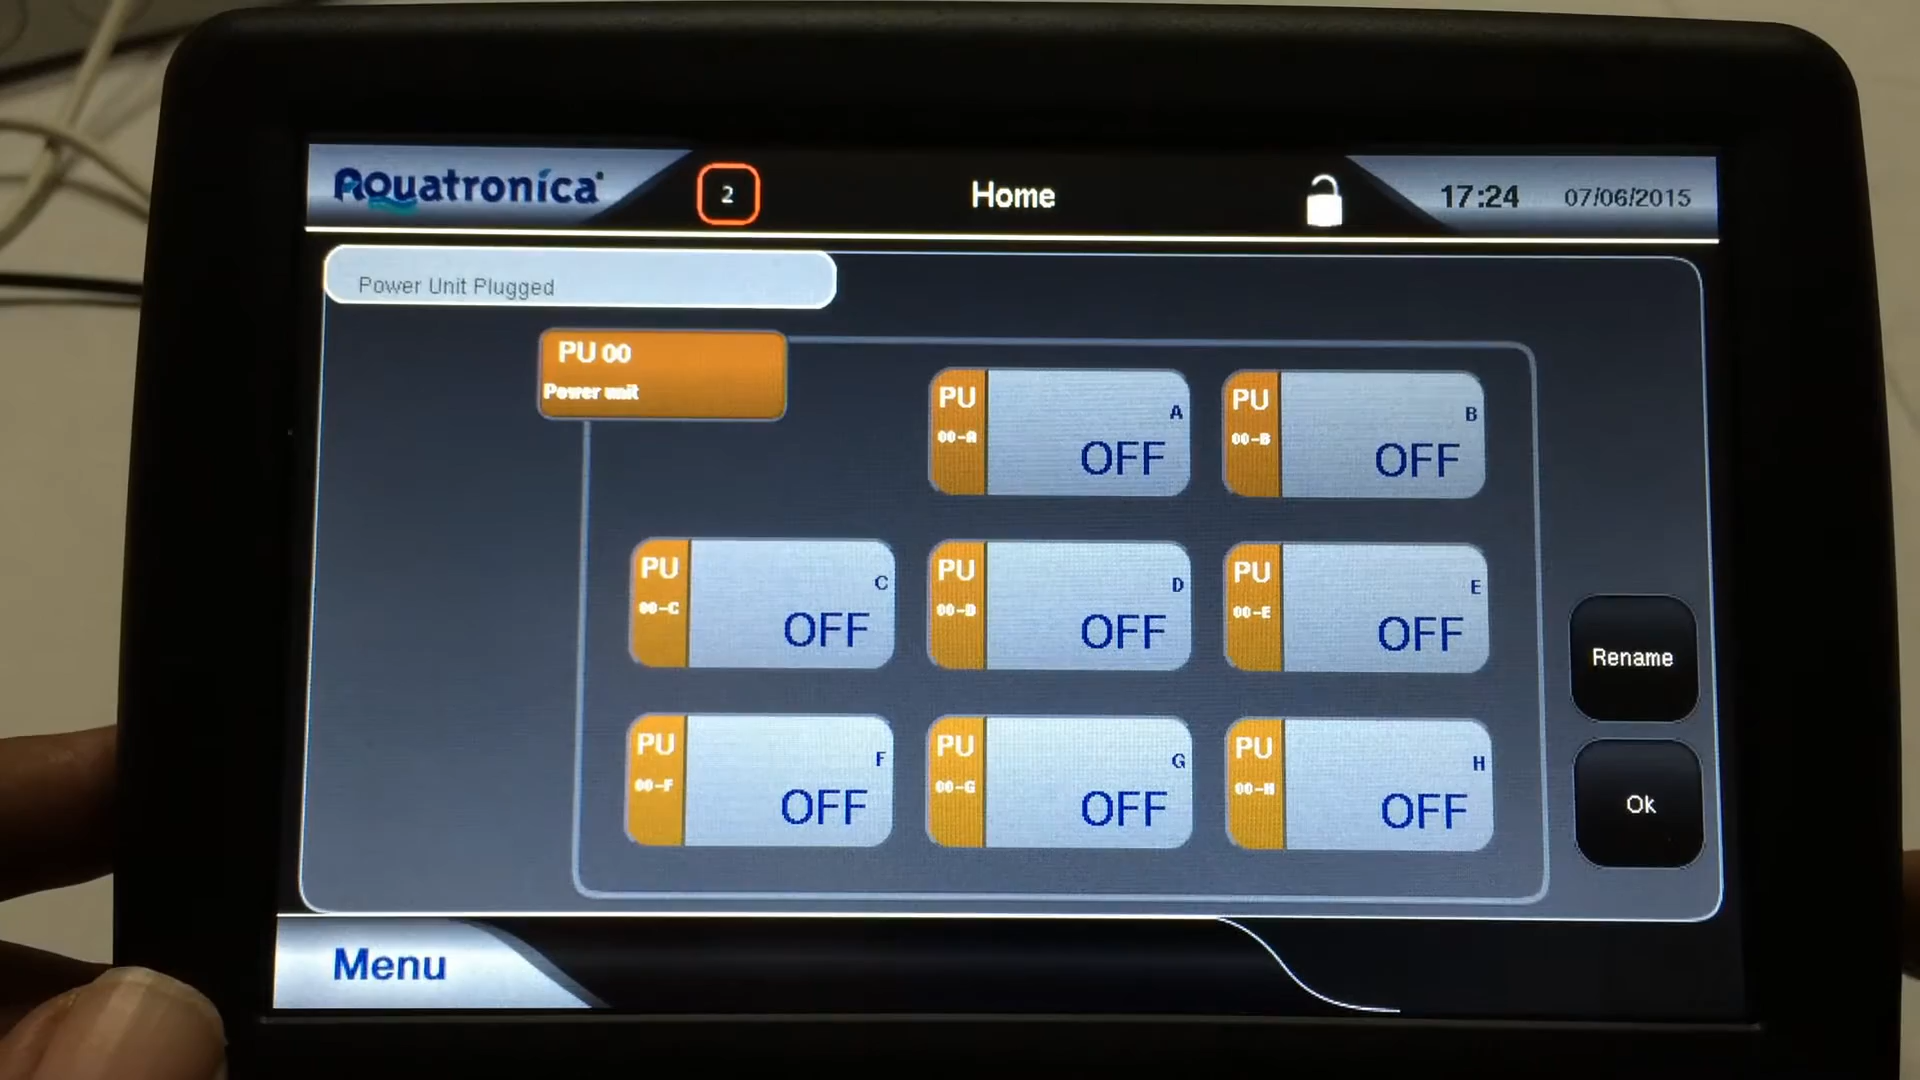 Aquatronica
2
Home
17:24
07/06/2015
Power Unit Plugged
PU 00
Power unit
PU
00-A
A
OFF
PU
00-B
B
OFF
PU
00-C
C
OFF
PU
00-D
D
OFF
PU
00-E
E
OFF
PU
00-F
F
OFF
PU
00-G
G
OFF
PU
00-H
H
OFF
Rename
Ok
Menu